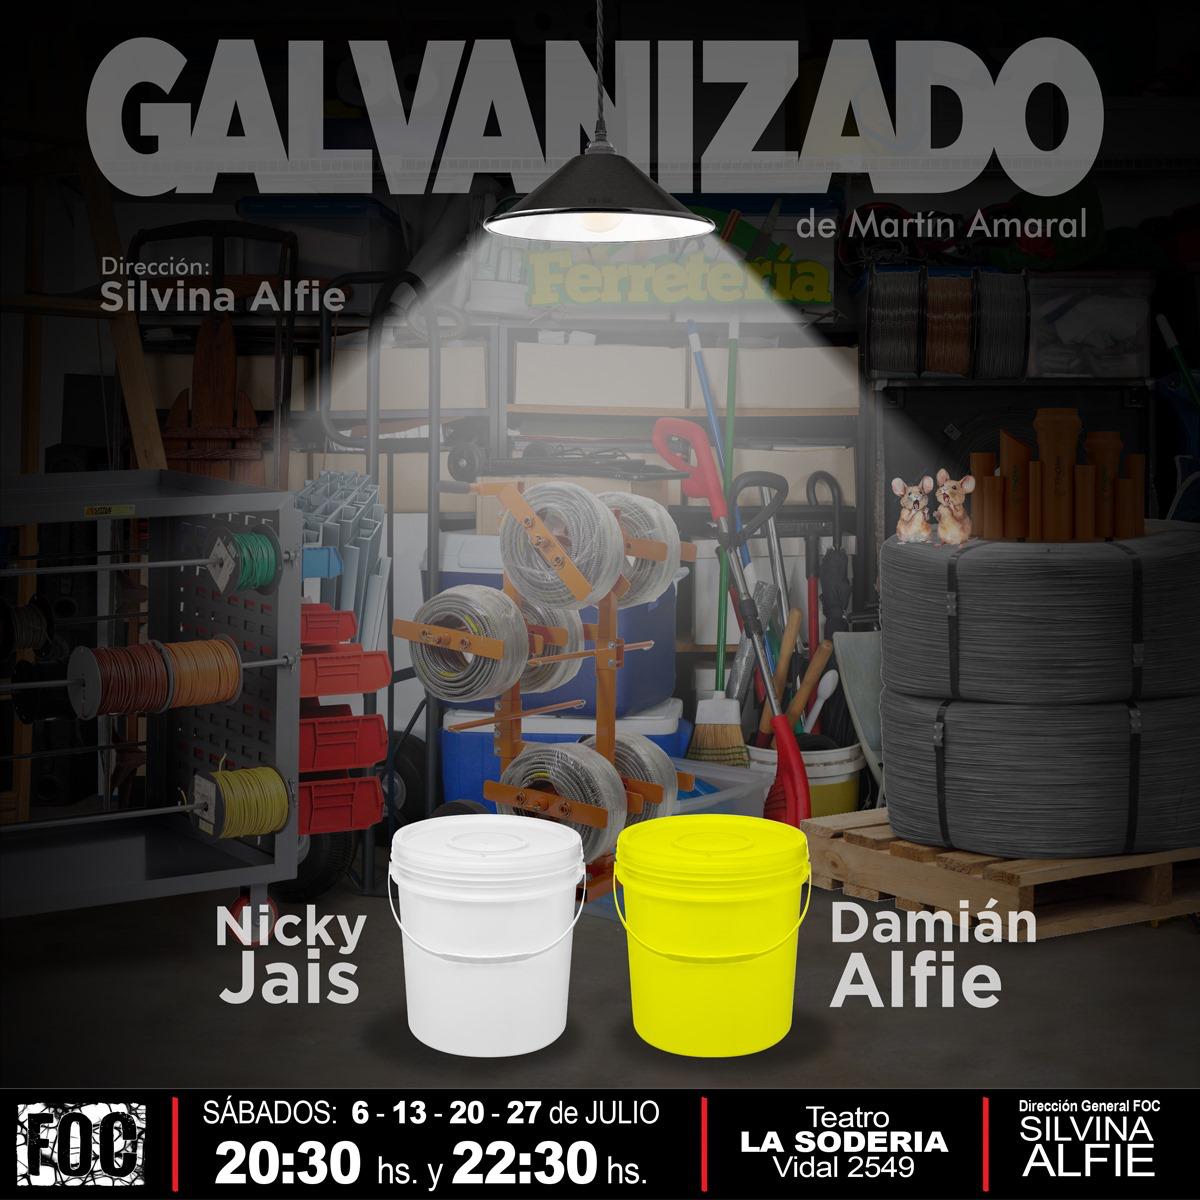 GALVANIZADO
de Martín Amaral
Dirección:
Silvina Alfie
Ferretería
Nicky
Jais
Damián
Alfie
FOC
SÁBADOS: 6 - 13 - 20 - 27 de JULIO
20:30 hs. y 22:30 hs.
Teatro
LA SODERIA
Vidal 2549
Dirección General FOC
SILVINA
ALFIE